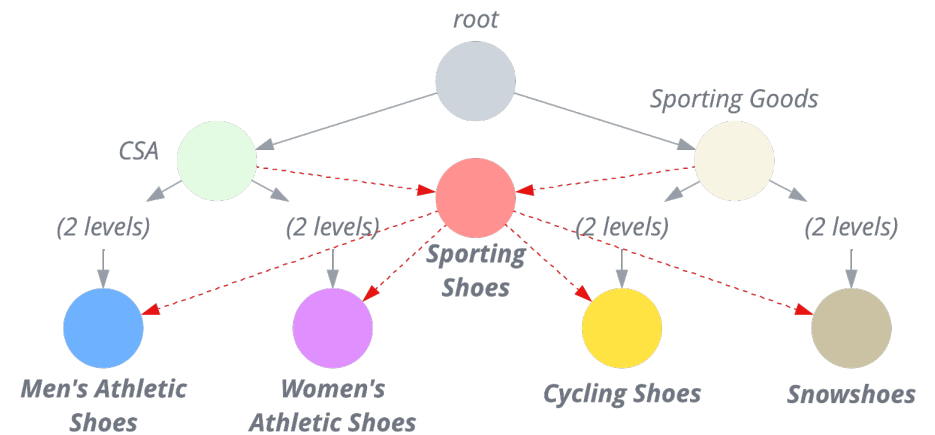 root
Sporting Goods
CSA
(2 levels)
(2 levels)
(2 levels)
(2 levels)
Sporting
Shoes
Men's Athletic
Shoes
Women's
Athletic Shoes
Cycling Shoes
Snowshoes